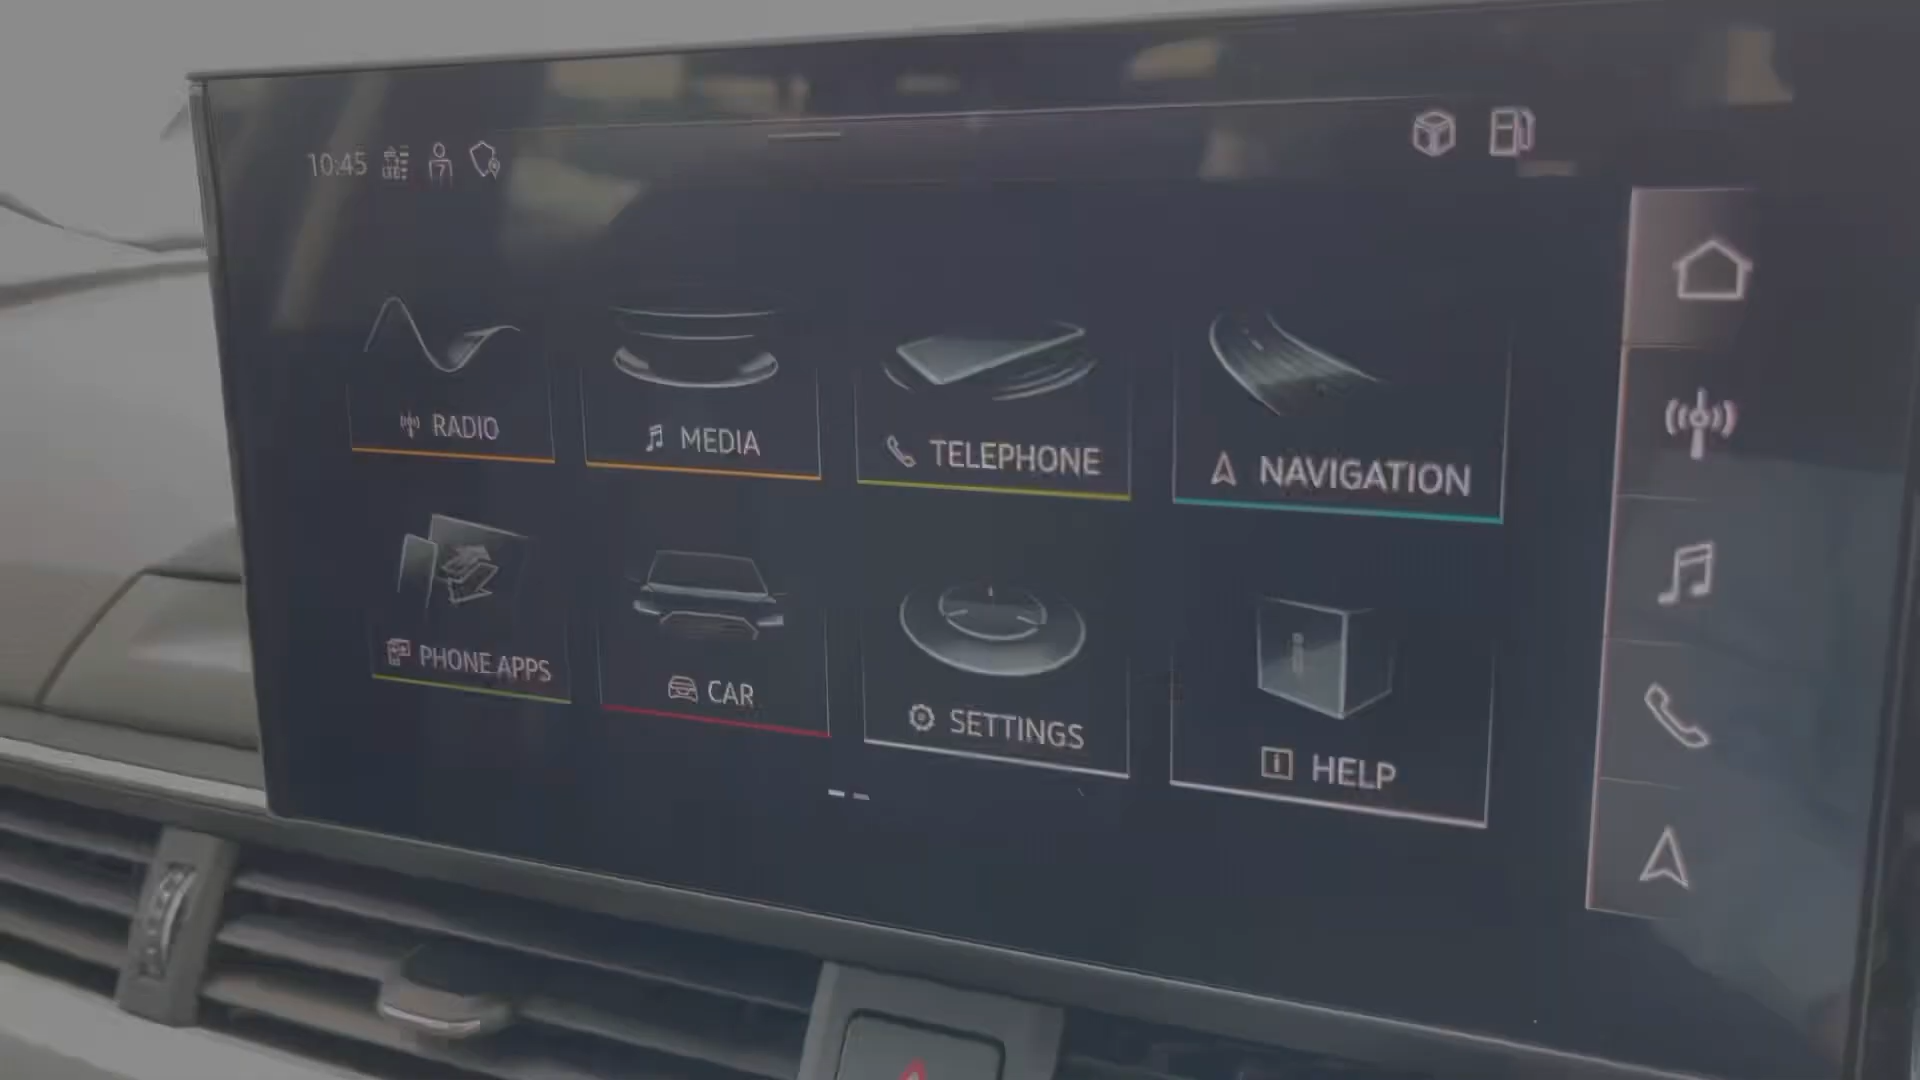 10:45
RADIO
MEDIA
TELEPHONE
NAVIGATION
PHONE APPS
CAR
SETTINGS
HELP